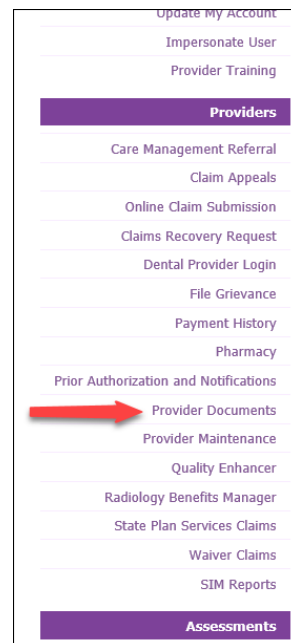 Update My Account
Impersonate User
Provider Training
Providers
Care Management Referral
Claim Appeals
Online Claim Submission
Claims Recovery Request
Dental Provider Login
File Grievance
Payment History
Pharmacy
Prior Authorization and Notifications
Provider Documents
Provider Maintenance
Quality Enhancer
Radiology Benefits Manager
State Plan Services Claims
Waiver Claims
SIM Reports
Assessments